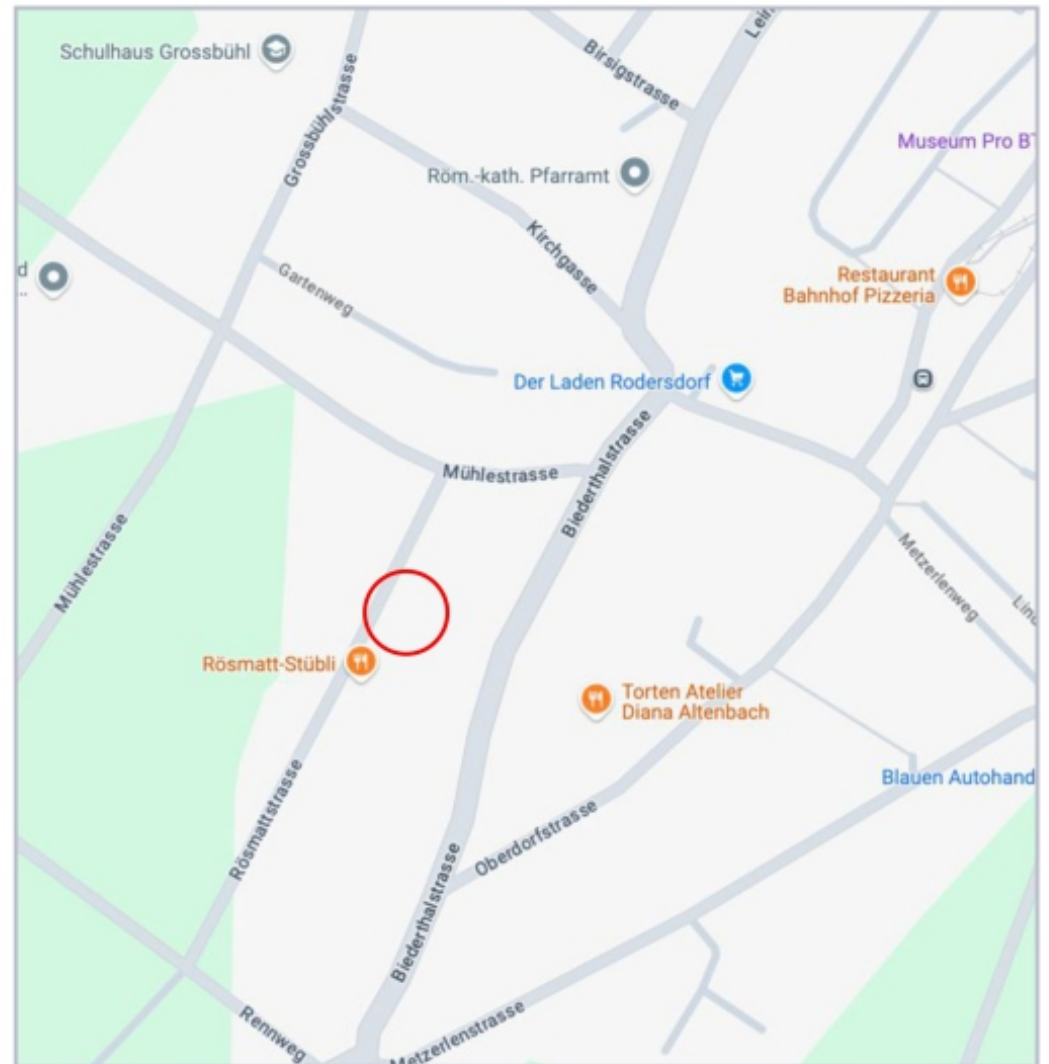 Schulhaus Grossbühl
Grossbühlstrasse
Birsigstrasse
Museum Pro B
Röm.-kath. Pfarramt
Kirchgasse
d
..
Gartenweg
Restaurant
Bahnhof Pizzeria
Der Laden Rodersdorf
Mühlestrasse
Biederthalstrasse
Mühlestrasse
Metzerlenweg
Rösmatt-Stübli
Torten Atelier
Diana Altenbach
Blauen Autohand
Rösmattstrasse
Oberdorfstrasse
Biederthalstrasse
Rennweg
Metzerlenstrasse